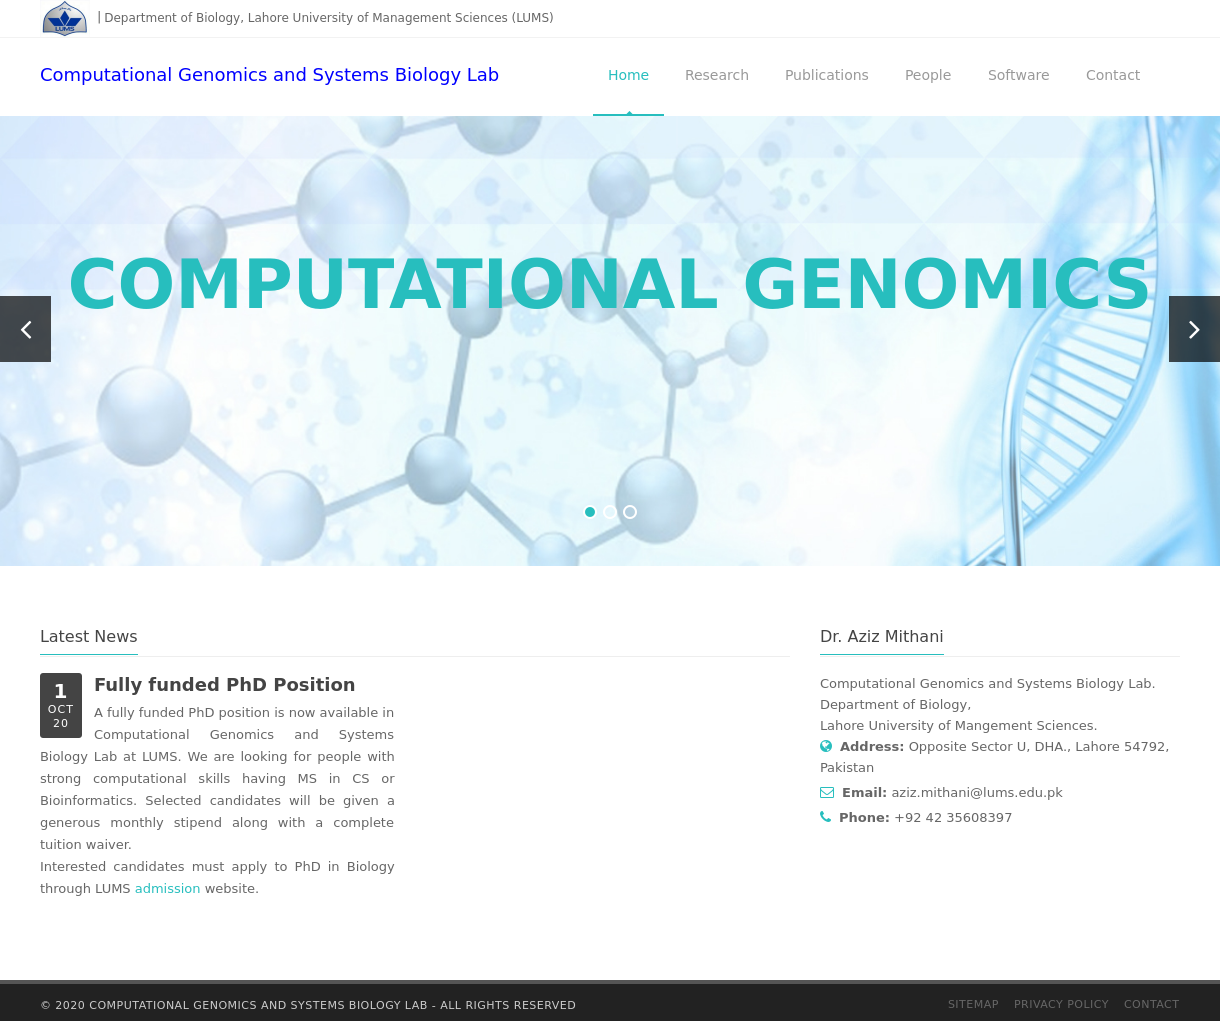 LUMS
| Department of Biology, Lahore University of Management Sciences (LUMS)
Computational Genomics and Systems Biology Lab
Home Research Publications People Software Contact
COMPUTATIONAL GENOMICS
Latest News
1
OCT
20
Fully funded PhD Position
A fully funded PhD position is now available in
Computational Genomics and Systems
Biology Lab at LUMS. We are looking for people with
strong computational skills having MS in CS or
Bioinformatics. Selected candidates will be given a
generous monthly stipend along with a complete
tuition waiver.
Interested candidates must apply to PhD in Biology
through LUMS admission website.
Dr. Aziz Mithani
Computational Genomics and Systems Biology Lab.
Department of Biology,
Lahore University of Mangement Sciences.
Address: Opposite Sector U, DHA., Lahore 54792,
Pakistan
Email: aziz.mithani@lums.edu.pk
Phone: +92 42 35608397
© 2020 COMPUTATIONAL GENOMICS AND SYSTEMS BIOLOGY LAB - ALL RIGHTS RESERVED
SITEMAP PRIVACY POLICY CONTACT